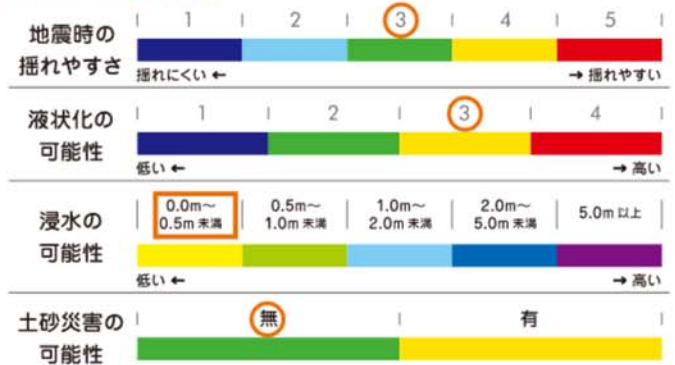 地震時の
揺れやすさ
1 2 3 4 5
揺れにくい ← → 揺れやすい
液状化の
可能性
1 2 3 4
低い ← → 高い
浸水の
可能性
0.0m～ 0.5m～ 1.0m～ 2.0m～ 5.0m 以上
0.5m 未満 1.0m 未満 2.0m 未満 5.0m 未満
低い ← → 高い
土砂災害の
可能性
無 有